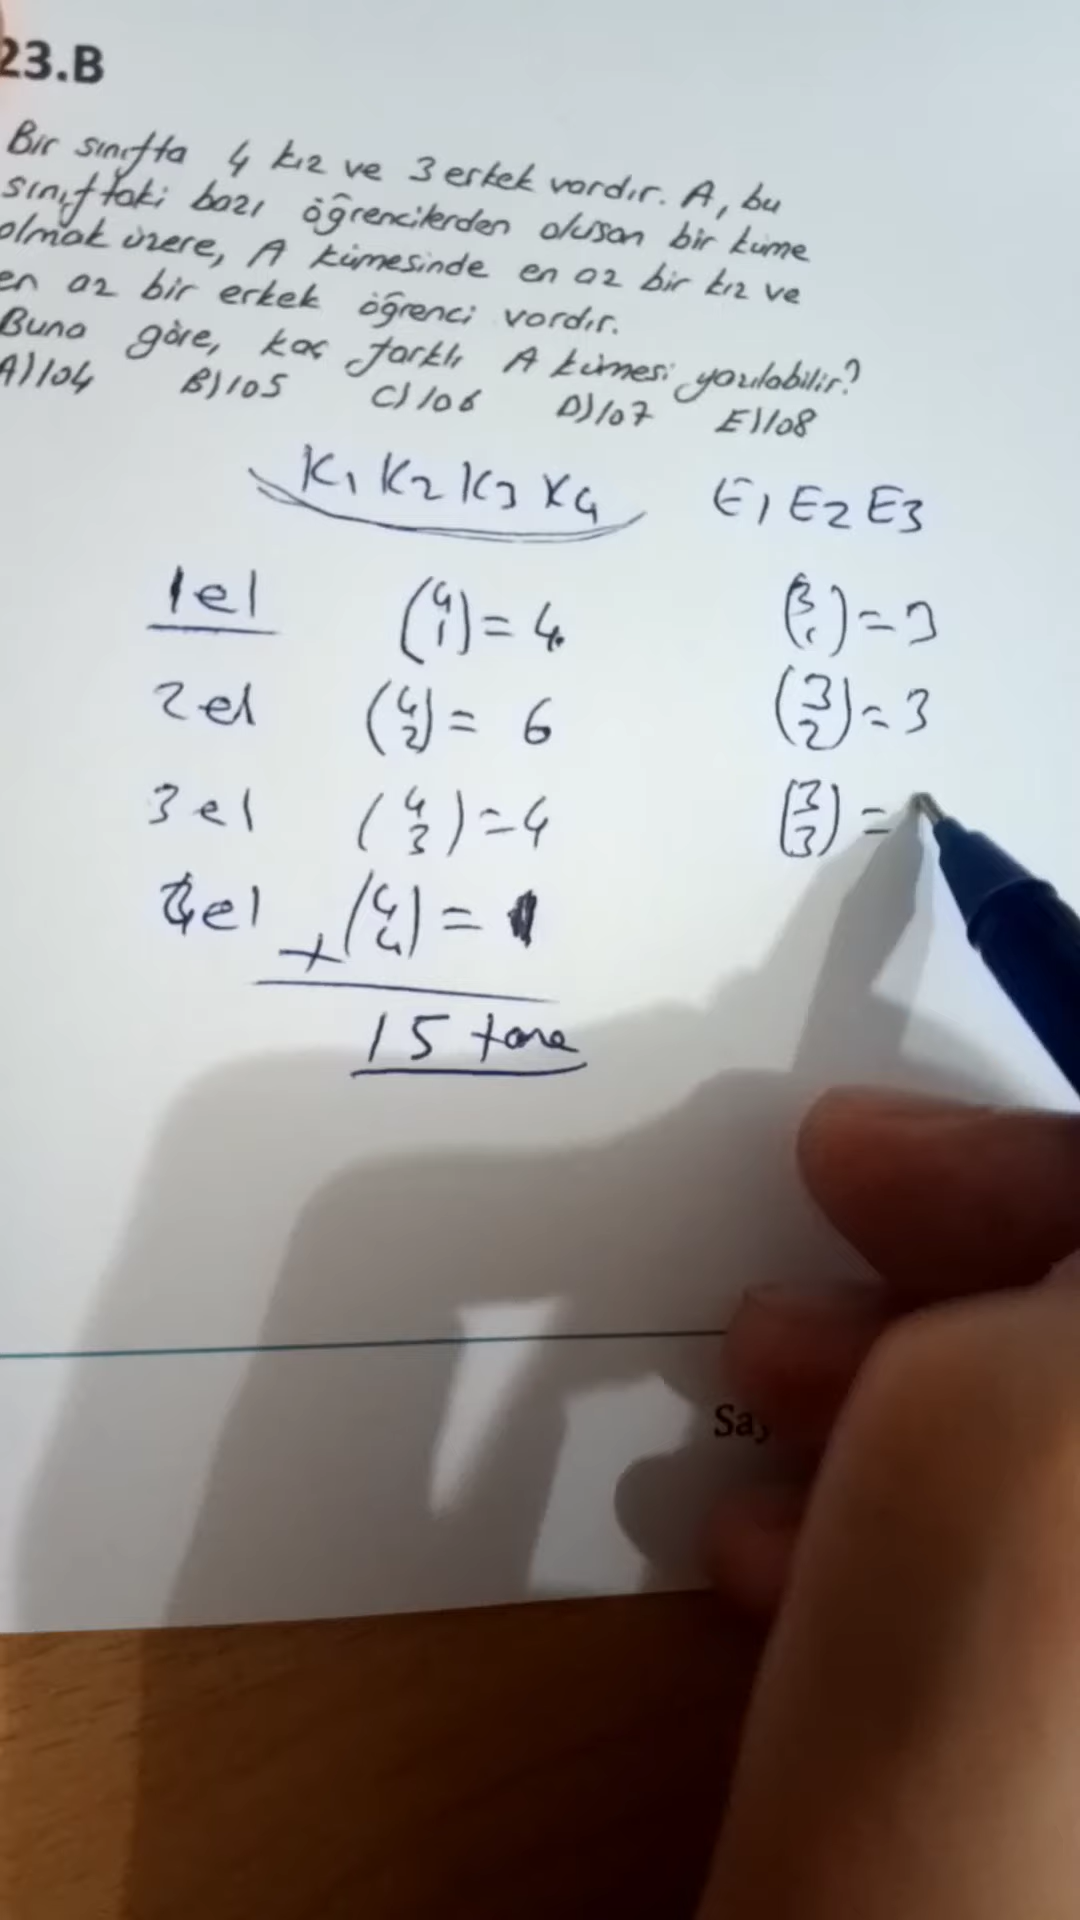 23.B
Bir sınıfta 4 kız ve 3 erkek vardır. A, bu
sınıftaki bazı öğrencilerden oluşan bir küme
olmak üzere, A kümesinde en az bir kız ve
en az bir erkek öğrenci vardır.
Buna göre, kaç farklı A kümesi yazılabilir?
A) 104 B) 105 C) 106 D) 107 E) 108
K1 K2 K3 K4 E1 E2 E3
1 el (4 1) = 4 (3 1) = 3
2 el (4 2) = 6 (3 2) = 3
3 el (4 3) = 4 (3 3) =
4 el + (4 4) = 1
15 tane